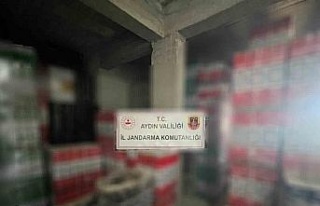 T.C.
AYDIN VALİLİĞİ
İL JANDARMA KOMUTANLIĞI